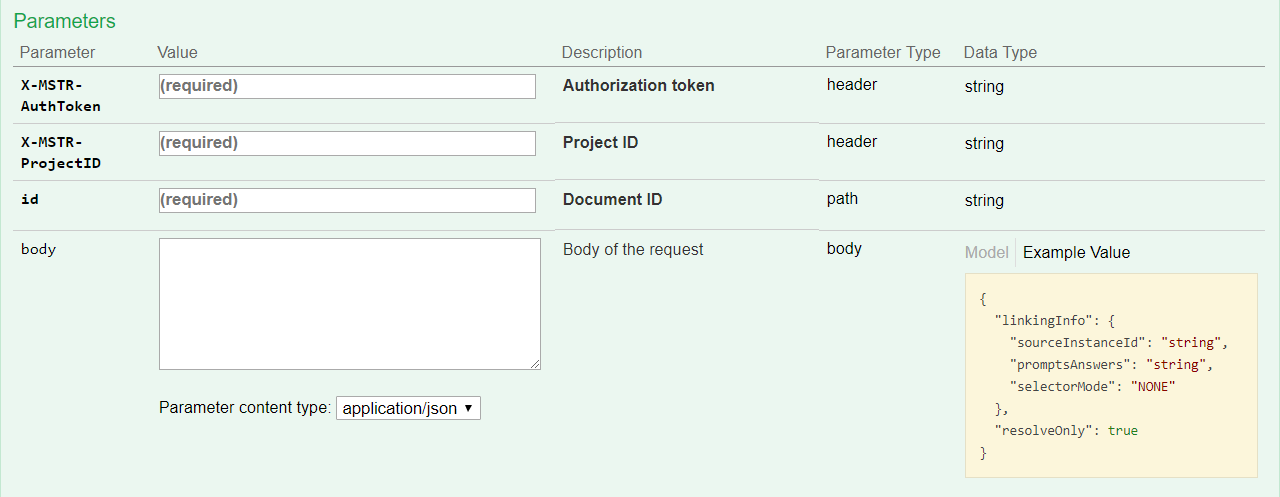 Parameters
Parameter Value Description Parameter Type Data Type
X-MSTR-AuthToken (required) Authorization token header string
X-MSTR-ProjectID (required) Project ID header string
id (required) Document ID path string
body Body of the request body Model Example Value
{
  "linkingInfo": {
    "sourceInstanceId": "string",
    "promptsAnswers": "string",
    "selectorMode": "NONE"
  },
  "resolveOnly": true
}
Parameter content type: application/json